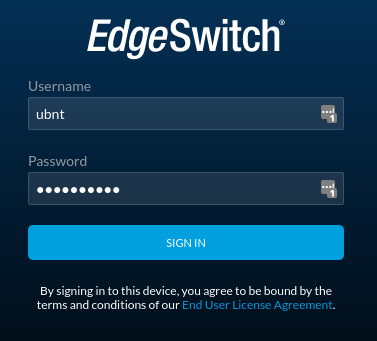 EdgeSwitch®
Username
ubnt
Password
••••••••••
SIGN IN
By signing in to this device, you agree to be bound by the
terms and conditions of our End User License Agreement.